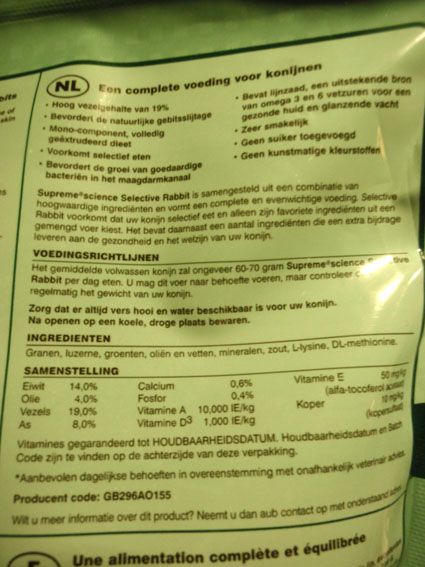 NL Een complete voeding voor konijnen
• Hoog vezelgehalte van 19%
• Bevordert de natuurlijke gebitsslijtage
• Mono-component, volledig
geëxtrudeerd dieet
• Voorkomt selectief eten
• Bevordert de groei van goedaardige
bacteriën in het maagdarmkanaal
• Bevat lijnzaad, een uitstekende bron
van omega 3 en 6 vetzuren voor een
gezonde huid en glanzende vacht
• Zeer smakelijk
• Geen suiker toegevoegd
• Geen kunstmatige kleurstoffen
Supreme®science Selective Rabbit is samengesteld uit een combinatie van
hoogwaardige ingrediënten en vormt een complete en evenwichtige voeding. Selective
Rabbit voorkomt dat uw konijn selectief eet en alleen zijn favoriete ingrediënten uit een
gemengd voer kiest. Het bevat daarnaast een aantal ingrediënten die een extra bijdrage
leveren aan de gezondheid en het welzijn van uw konijn.
VOEDINGSRICHTLIJNEN
Het gemiddelde volwassen konijn zal ongeveer 60-70 gram Supreme®science
Rabbit per dag eten. U mag dit voer naar behoefte voeren, maar controleer
regelmatig het gewicht van uw konijn.
Zorg dat er altijd vers hooi en water beschikbaar is voor uw konijn.
Na openen op een koele, droge plaats bewaren.
INGREDIENTEN
Granen, luzerne, groenten, oliën en vetten, mineralen, zout, L-lysine, DL-methionine.
SAMENSTELLING
Eiwit 14,0% Calcium 0,6% Vitamine E 50 mg/kg
Olie 4,0% Fosfor 0,4% (alfa-tocoferol acetaat)
Vezels 19,0% Vitamine A 10,000 IE/kg Koper 10 mg/kg
As 8,0% Vitamine D3 1,000 IE/kg (kopersulfaat)
Vitamines gegarandeerd tot HOUDBAARHEIDSDATUM. Houdbaarheidsdatum en Batch
Code zijn te vinden op de achterzijde van deze verpakking.
*Aanbevolen dagelijkse behoeften in overeenstemming met onafhankelijk veterinair advies.
Producent code: GB296AO155
Wilt u meer informatie over dit product? Neemt u dan aub contact op met onderstaand adres.
Une alimentation complète et équilibrée